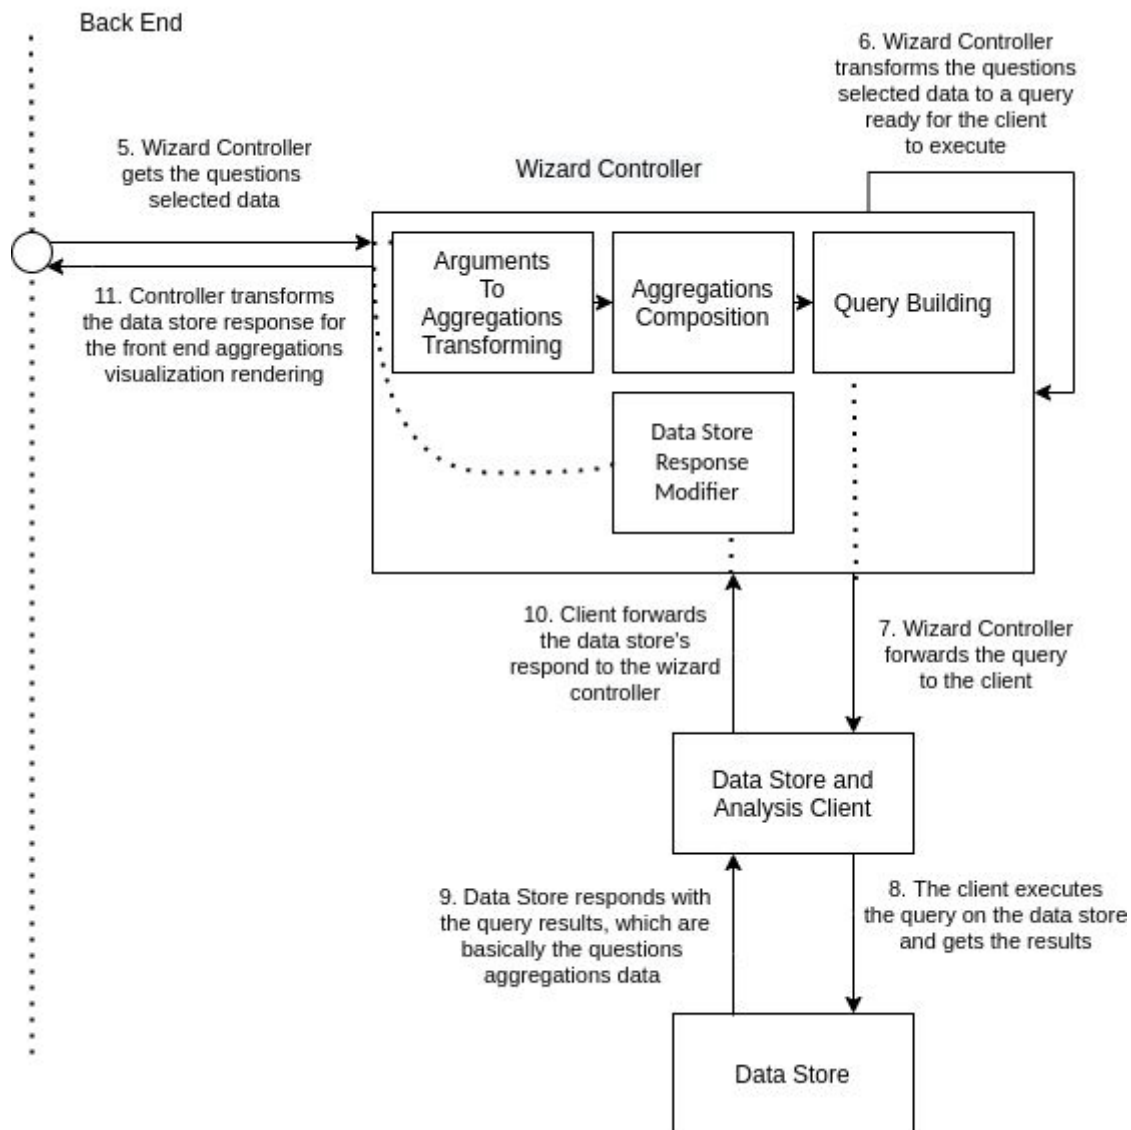 Back End
6. Wizard Controller
transforms the questions
selected data to a query
ready for the client
to execute
5. Wizard Controller
gets the questions
selected data
Wizard Controller
Arguments
To
Aggregations
Transforming
Aggregations
Composition
Query Building
11. Controller transforms
the data store response for
the front end aggregations
visualization rendering
Data Store
Response
Modifier
10. Client forwards
the data store's
respond to the wizard
controller
7. Wizard Controller
forwards the query
to the client
Data Store and
Analysis Client
9. Data Store responds with
the query results, which are
basically the questions
aggregations data
8. The client executes
the query on the data store
and gets the results
Data Store